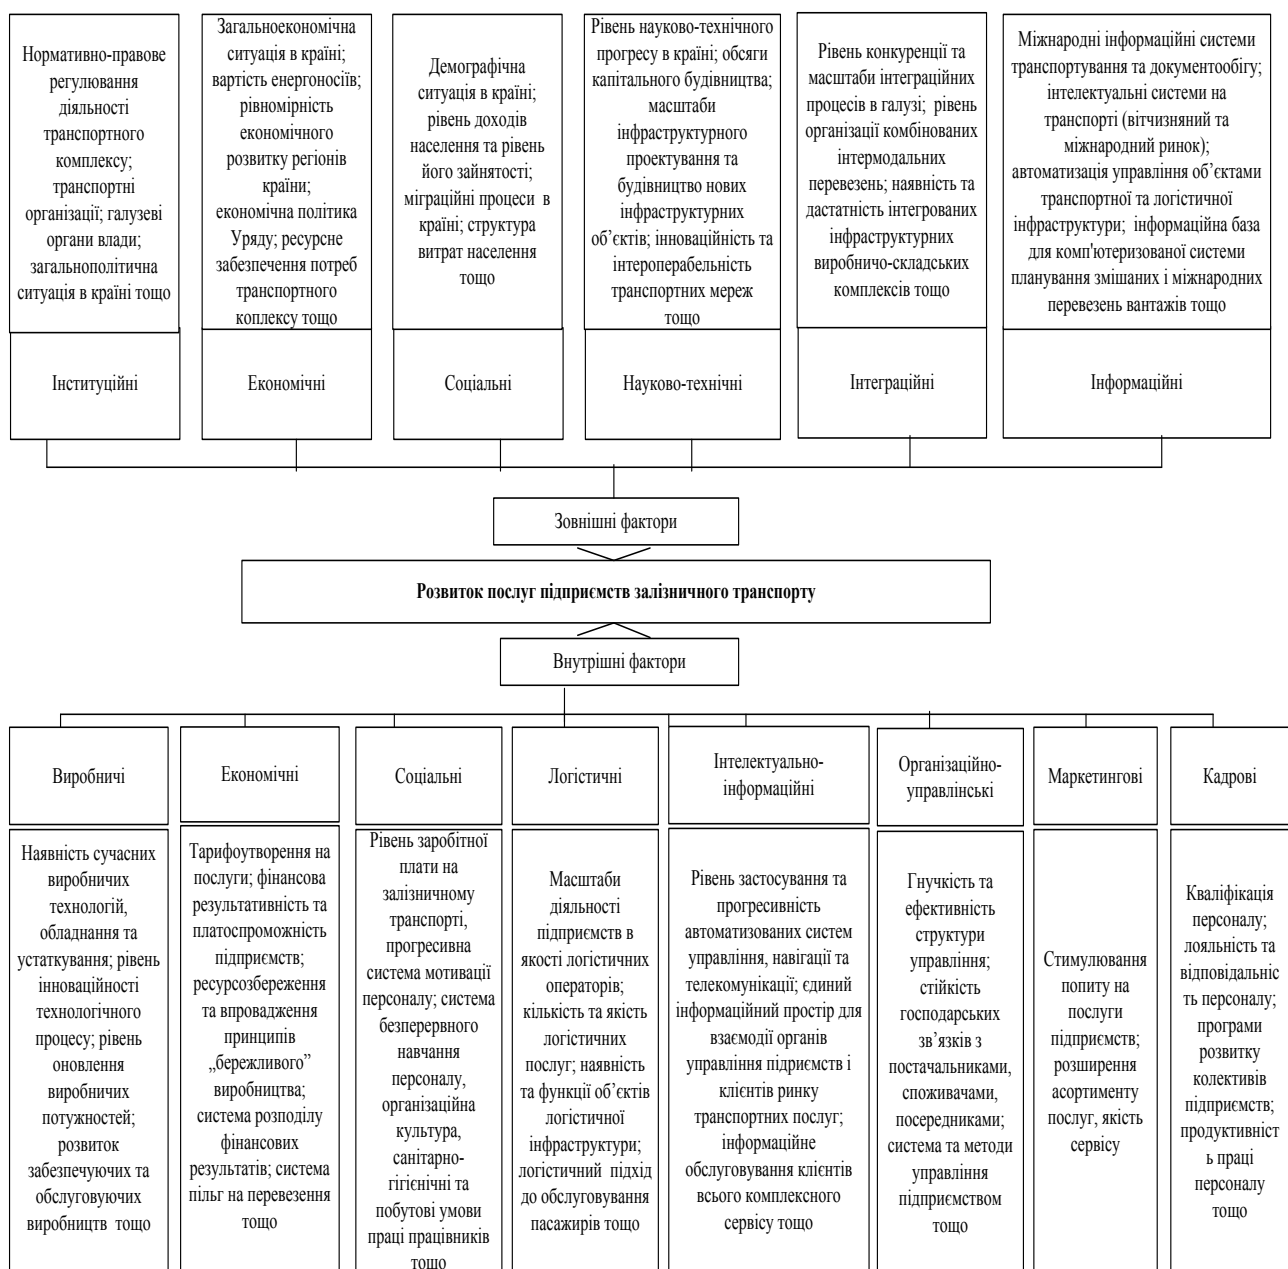 Нормативно-правове
регулювання
діяльності
транспортного
комплексу;
транспортні
організації; галузеві
органи влади;
загальнополітична
ситуація в країні тощо
Загальноекономічна
ситуація в країні;
вартість енергоносіїв;
рівномірність
економічного
розвитку регіонів
країни;
економічна політика
Уряду; ресурсне
забезпечення потреб
транспортного
коплексу тощо
Демографічна
ситуація в країні;
рівень доходів
населення та рівень
його зайнятості;
міграційні процеси в
країні; структура
витрат населення
тощо
Рівень науково-технічного
прогресу в країні; обсяги
капітального будівництва;
масштаби
інфраструктурного
проектування та
будівництво нових
інфраструктурних
об’єктів; інноваційність та
інтероперабельність
транспортних мереж
тощо
Рівень конкуренції та
масштаби інтеграційних
процесів в галузі; рівень
організації комбінованих
інтермодальних
перевезень; наявність та
дастатність інтегрованих
інфраструктурних
виробничо-складських
комплексів тощо
Міжнародні інформаційні системи
транспортування та документообігу;
інтелектуальні системи на
транспорті (вітчизняний та
міжнародний ринок);
автоматизація управління об’єктами
транспортної та логістичної
інфраструктури; інформаційна база
для комп'ютеризованої системи
планування змішаних і міжнародних
перевезень вантажів тощо
Інституційні
Економічні
Соціальні
Науково-технічні
Інтеграційні
Інформаційні
Зовнішні фактори
Розвиток послуг підприємств залізничного транспорту
Внутрішні фактори
Виробничі
Економічні
Соціальні
Логістичні
Інтелектуально-
інформаційні
Організаційно-
управлінські
Маркетингові
Кадрові
Наявність сучасних
виробничих
технологій,
обладнання та
устаткування; рівень
інноваційності
технологічного
процесу; рівень
оновлення
виробничих
потужностей;
розвиток
забезпечуючих та
обслуговуючих
виробництв тощо
Тарифоутворення на
послуги; фінансова
результативність та
платоспроможність
підприємств;
ресурсозбереження
та впровадження
принципів
„бережливого”
виробництва;
система розподілу
фінансових
результатів; система
пільг на перевезення
тощо
Рівень заробітної
плати на
залізничному
транспорті,
прогресивна
система мотивації
персоналу; система
безперервного
навчання
персоналу,
організаційна
культура,
санітарно-
гігієнічні та
побутові умови
праці працівників
тощо
Масштаби
діяльності
підприємств в
якості логістичних
операторів;
кількість та якість
логістичних
послуг; наявність
та функції об’єктів
логістичної
інфраструктури;
логістичний підхід
до обслуговування
пасажирів тощо
Рівень застосування та
прогресивність
автоматизованих систем
управління, навігації та
телекомунікації; єдиний
інформаційний простір для
взаємодії органів
управління підриємств і
клієнтів ринку
транспортних послуг;
інформаційне
обслуговування клієнтів
всього комплексного
сервісу тощо
Гнучкість та
ефективність
структури
управління;
стійкість
господарських
зв’язків з
постачальниками,
споживачами,
посередниками;
система та методи
управління
підприємством
тощо
Стимулювання
попиту на
послуги
підприємств;
розширення
асортименту
послуг, якість
сервісу
Кваліфікація
персоналу;
лояльність та
відповідальніс
ть персоналу;
програми
розвитку
колективів
підприємств;
продуктивніст
ь праці
персоналу
тощо